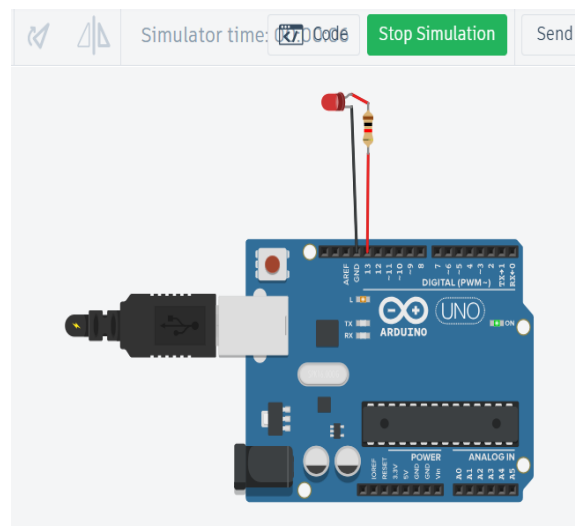 Simulator time: Code Stop Simulation Send
AREF
GND
13
12
~11
~10
~9
8
7
~6
~5
4
~3
2
TX→1
RX←0
DIGITAL (PWM~)
L
TX
RX
ARDUINO
UNO
ON
POWER
ANALOG IN
IOREF
RESET
3.3V
5V
GND
GND
Vin
A0
A1
A2
A3
A4
A5